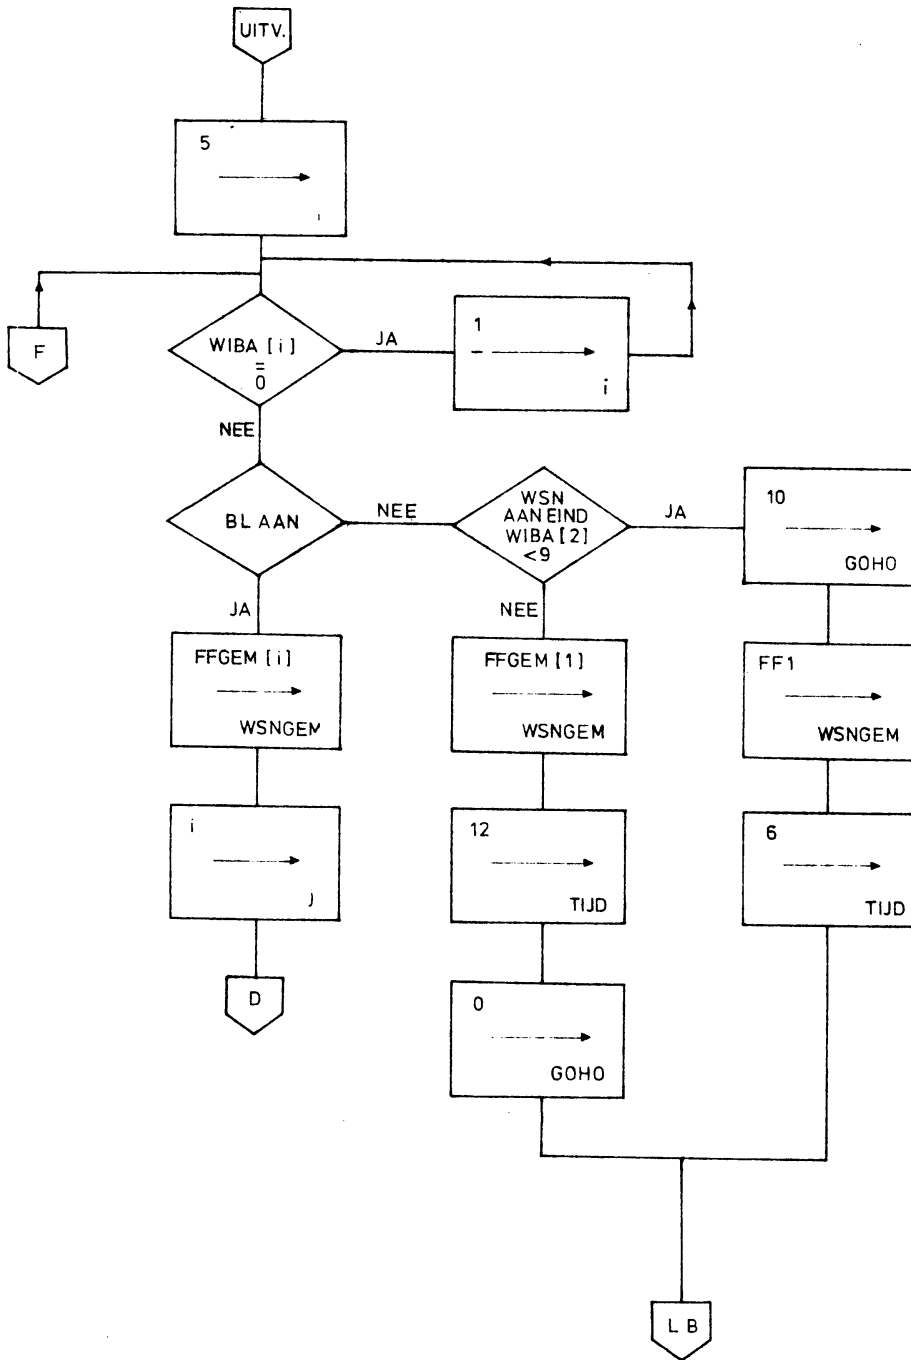 UITV.
5
i
F
WIBA [i]
=
0
JA
1
-
i
NEE
BL AAN
NEE
WSN
AAN EIND
WIBA [2]
<9
JA
10
GOHO
JA
NEE
FFGEM [i]
WSNGEM
FFGEM [1]
WSNGEM
FF1
WSNGEM
i
j
12
TIJD
6
TIJD
D
0
GOHO
LB